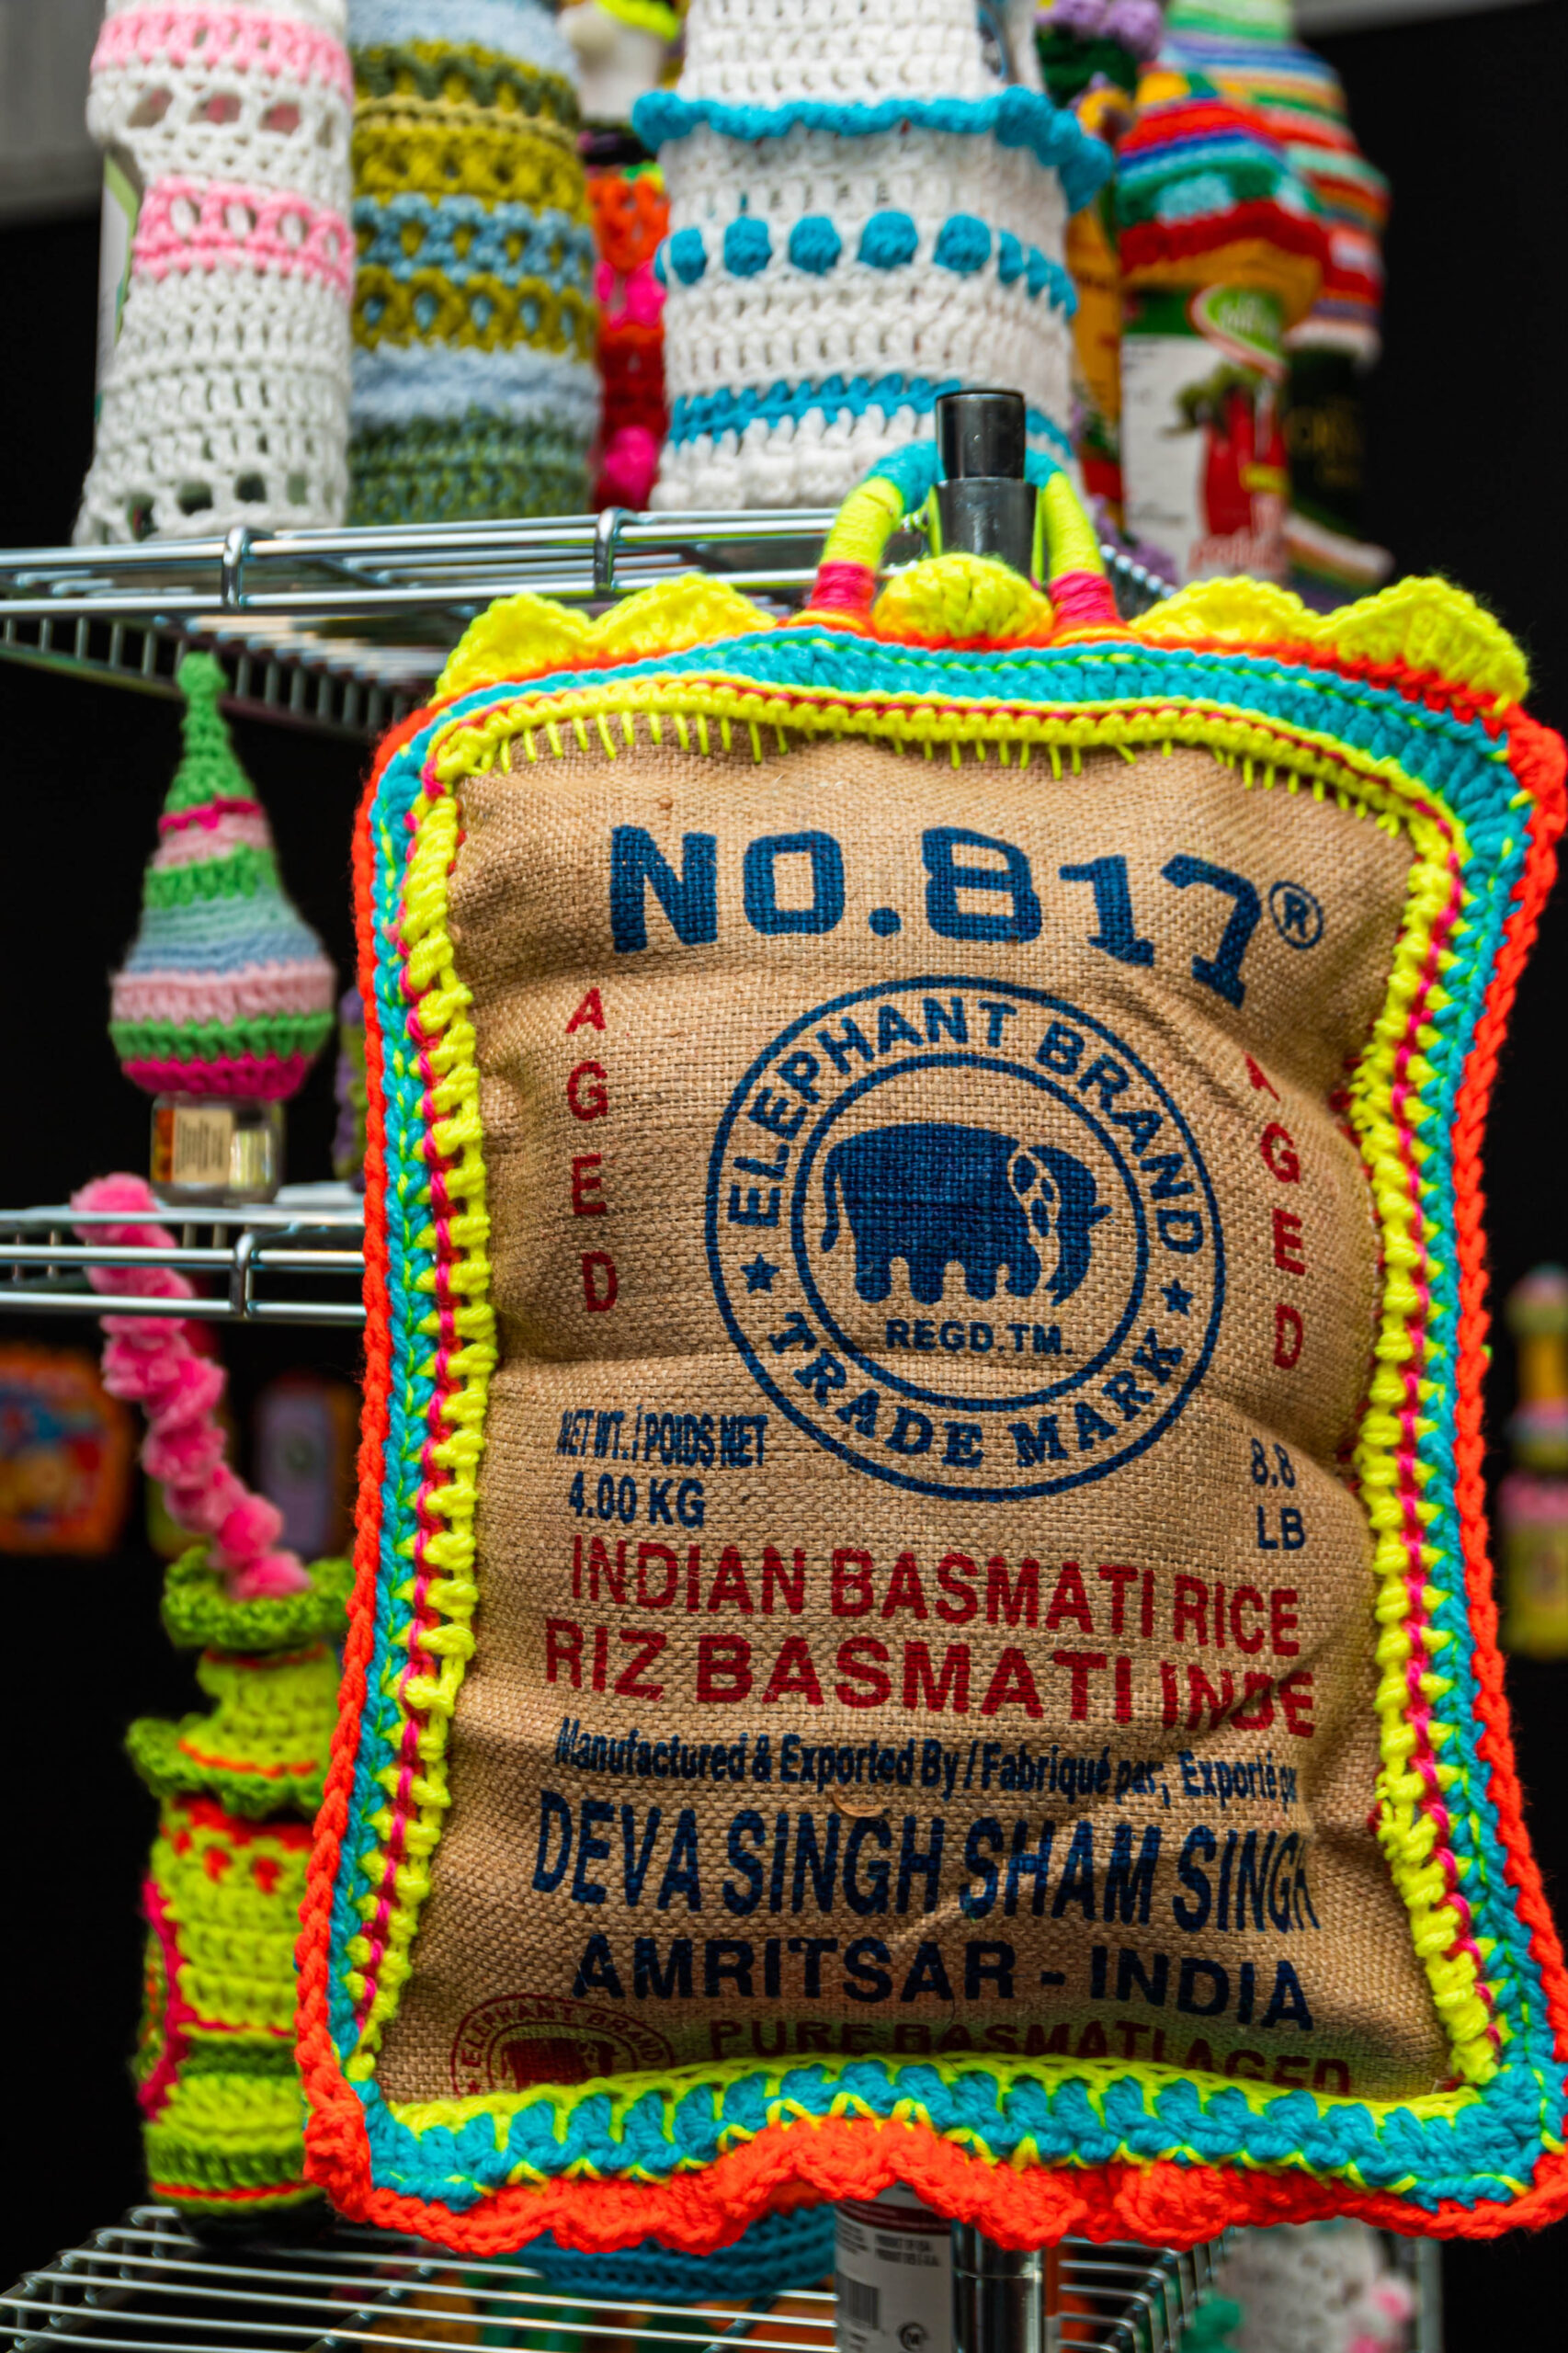 NO.817®
AGED
ELEPHANT BRAND
AGED
REGD.TM.
★ TRADE MARK ★
NET WT./POIDS NET
4.00 KG
8.8
LB
INDIAN BASMATI RICE
RIZ BASMATI INDE
Manufactured & Exported By / Fabriqué par, Exporté
DEVA SINGH SHAM SINGH
AMRITSAR - INDIA
ELEPHANT BRAND
PURE BASMATI AGED